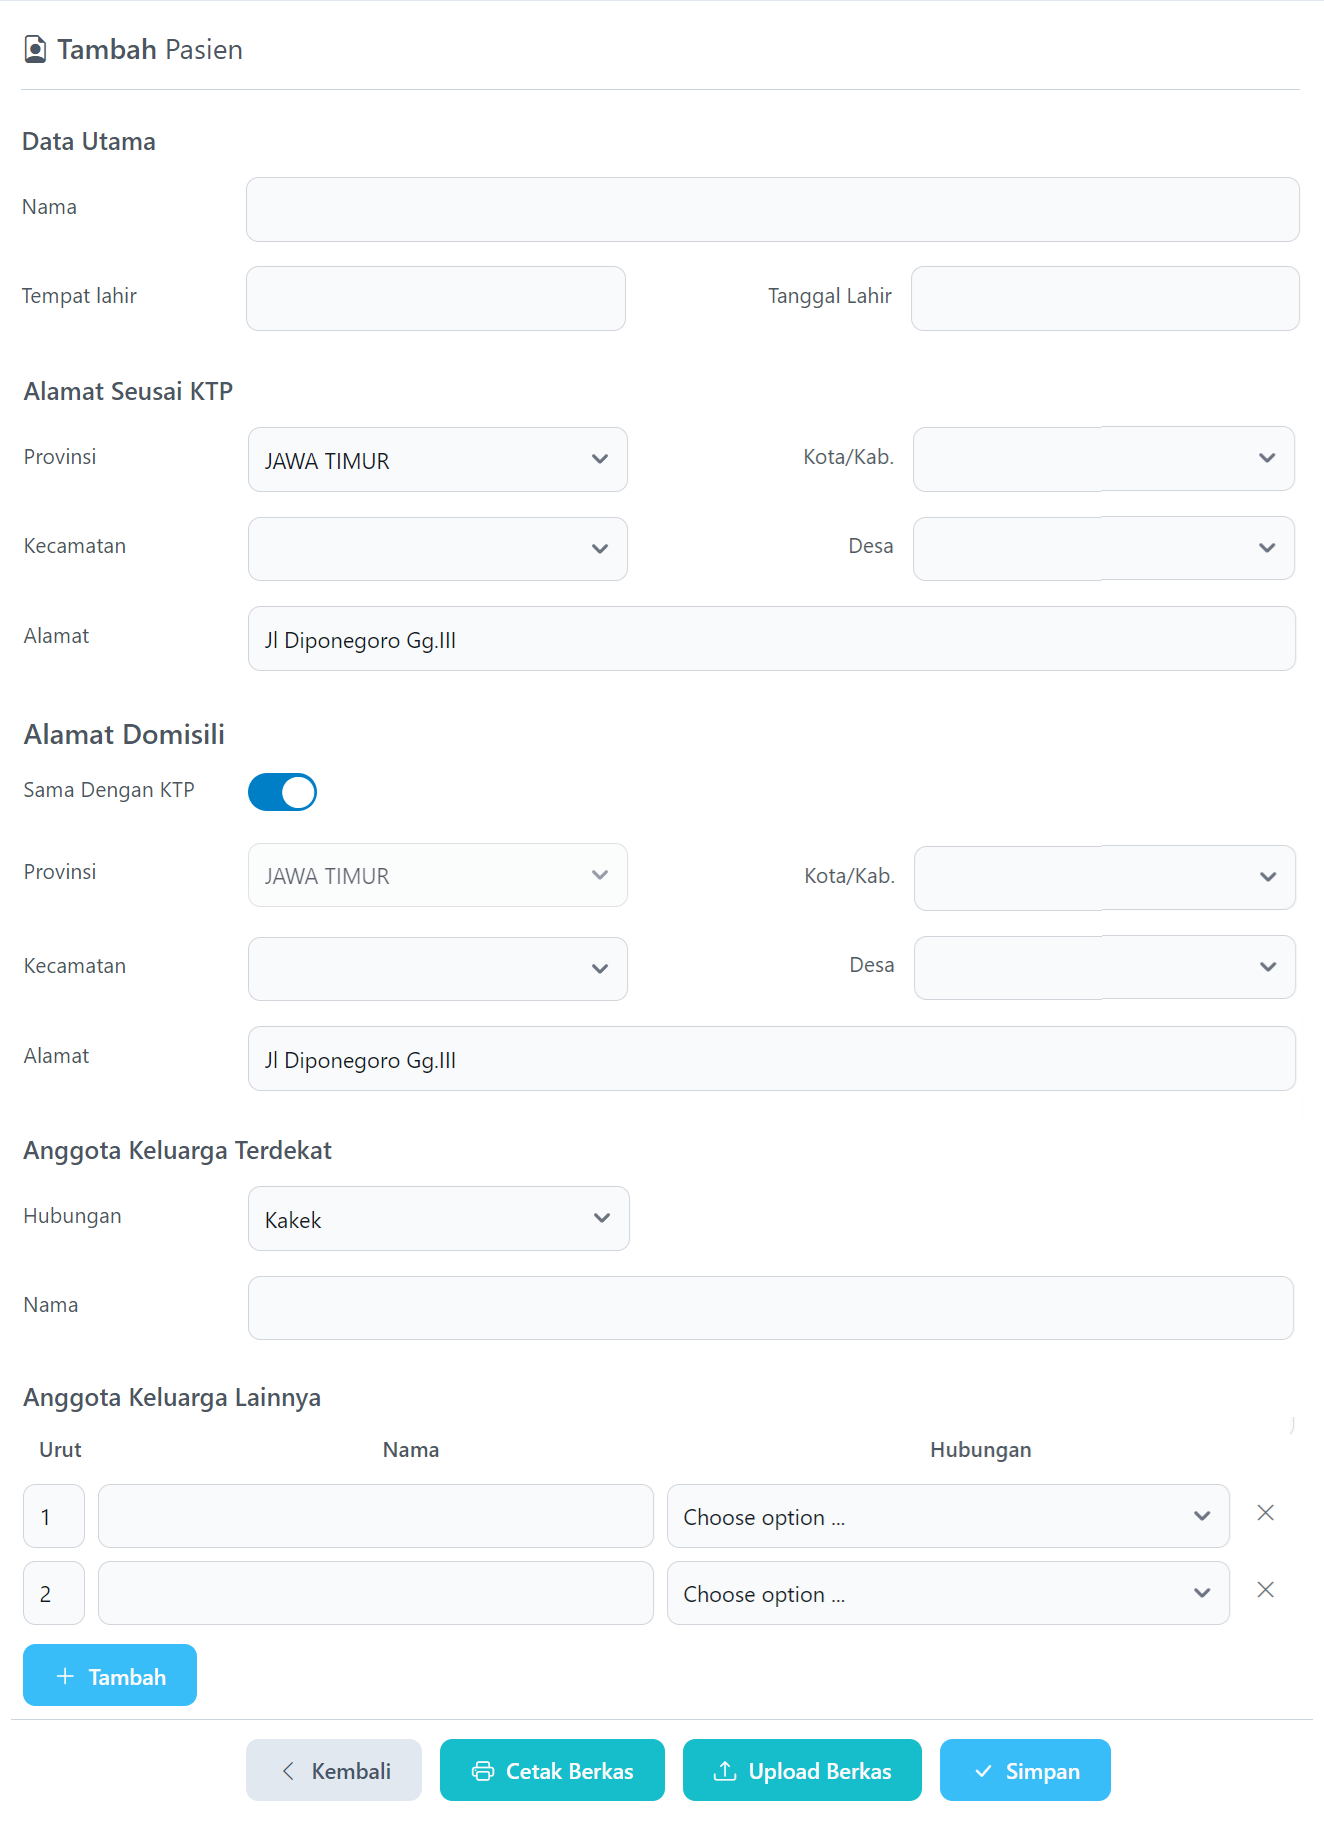 Tambah Pasien
Data Utama
Nama
Tempat lahir
Tanggal Lahir
Alamat Seusai KTP
Provinsi
JAWA TIMUR
Kota/Kab.
Kecamatan
Desa
Alamat
Jl Diponegoro Gg.III
Alamat Domisili
Sama Dengan KTP
Provinsi
JAWA TIMUR
Kota/Kab.
Kecamatan
Desa
Alamat
Jl Diponegoro Gg.III
Anggota Keluarga Terdekat
Hubungan
Kakek
Nama
Anggota Keluarga Lainnya
Urut
Nama
Hubungan
1
Choose option ...
2
Choose option ...
Tambah
Kembali
Cetak Berkas
Upload Berkas
Simpan